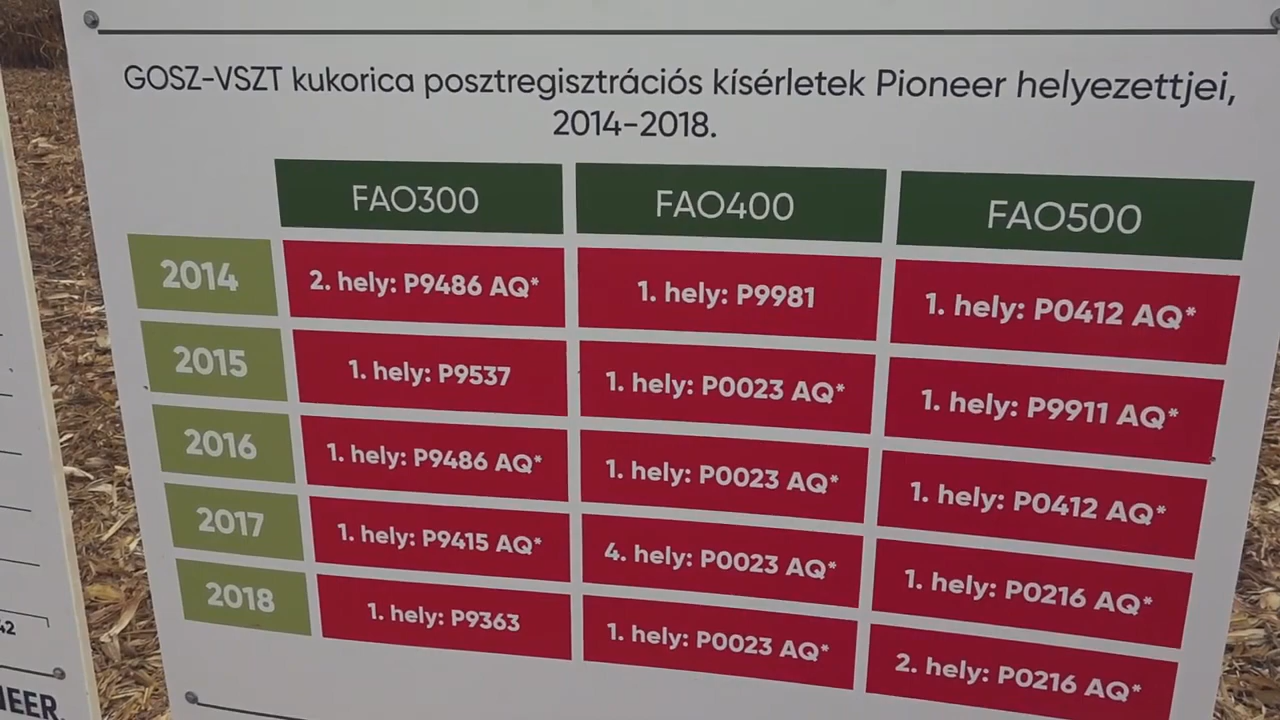 GOSZ-VSZT kukorica posztregisztrációs kísérletek Pioneer helyezettjei,
2014-2018.
FAO300 FAO400 FAO500
2014 2. hely: P9486 AQ* 1. hely: P9981 1. hely: P0412 AQ*
2015 1. hely: P9537 1. hely: P0023 AQ* 1. hely: P9911 AQ*
2016 1. hely: P9486 AQ* 1. hely: P0023 AQ* 1. hely: P0412 AQ*
2017 1. hely: P9415 AQ* 4. hely: P0023 AQ* 1. hely: P0216 AQ*
2018 1. hely: P9363 1. hely: P0023 AQ* 2. hely: P0216 AQ*